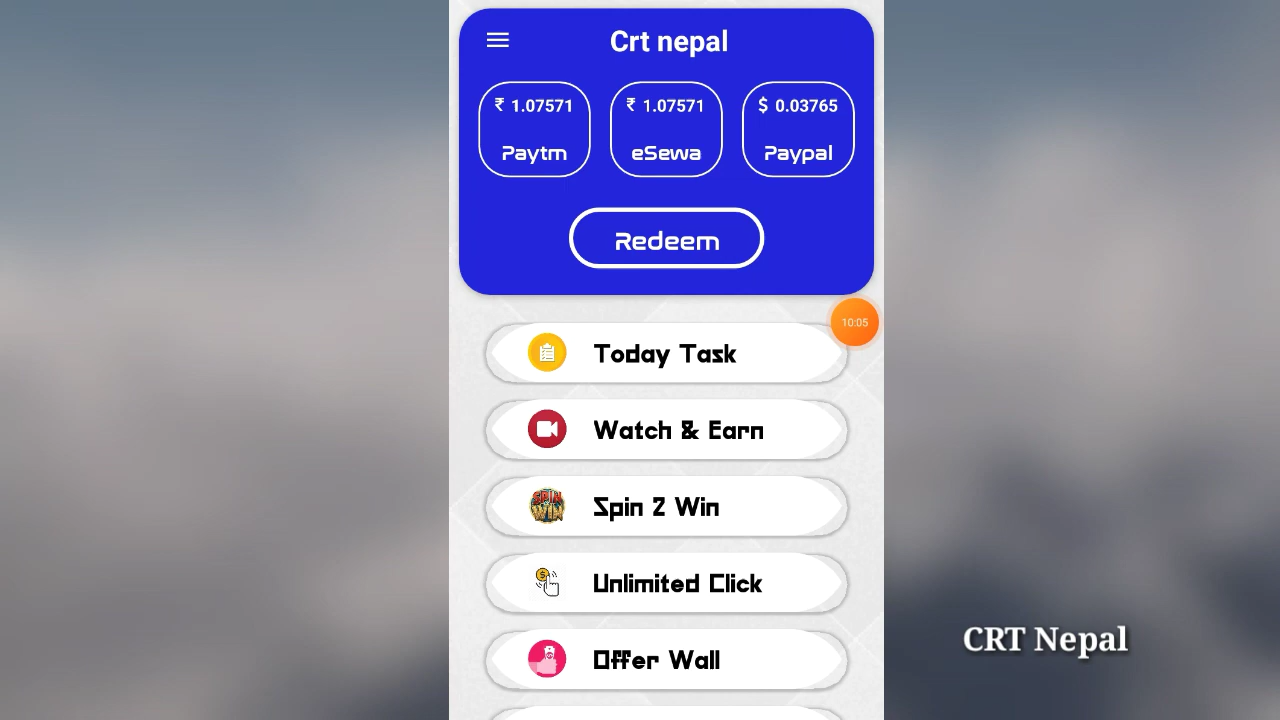 Crt nepal
₹ 1.07571 ₹ 1.07571 $ 0.03765
Paytm eSewa Paypal
Redeem
10:05
Today Task
Watch & Earn
SPIN WIN
Spin 2 Win
Unlimited Click
Offer Wall
CRT Nepal